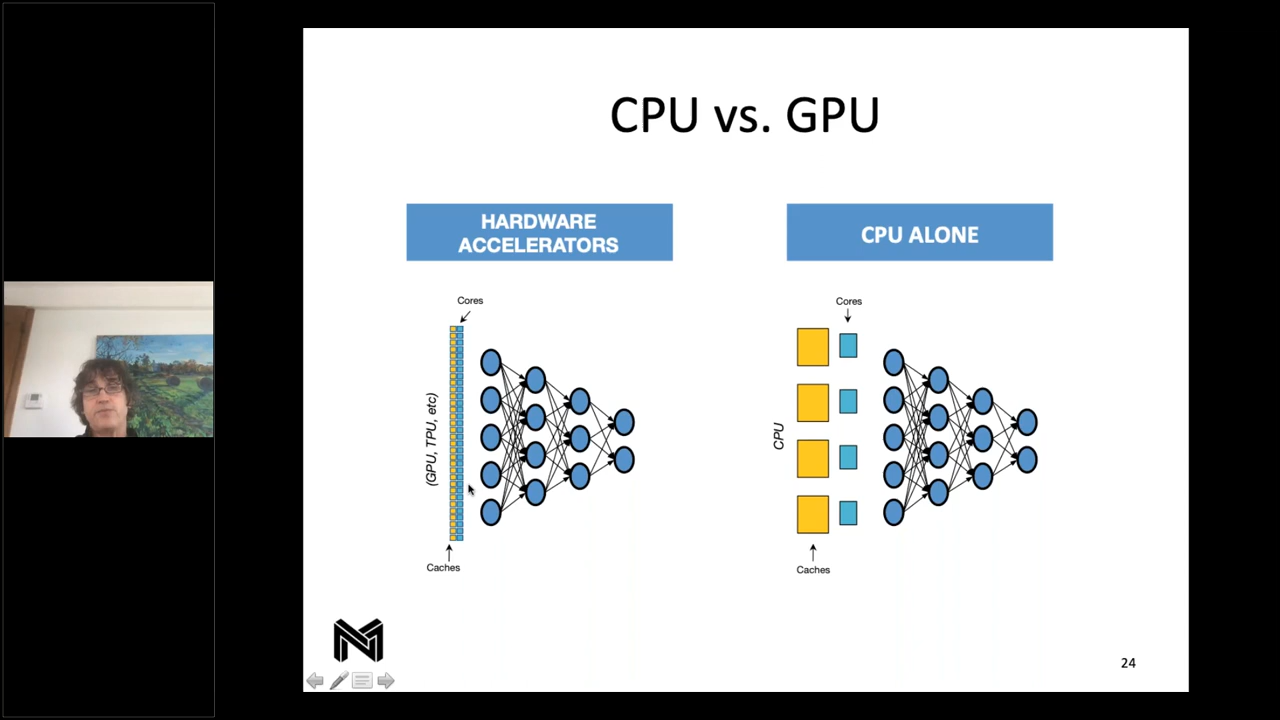 CPU vs. GPU
HARDWARE
ACCELERATORS
Cores
(GPU, TPU, etc)
Caches
CPU ALONE
Cores
CPU
Caches
24